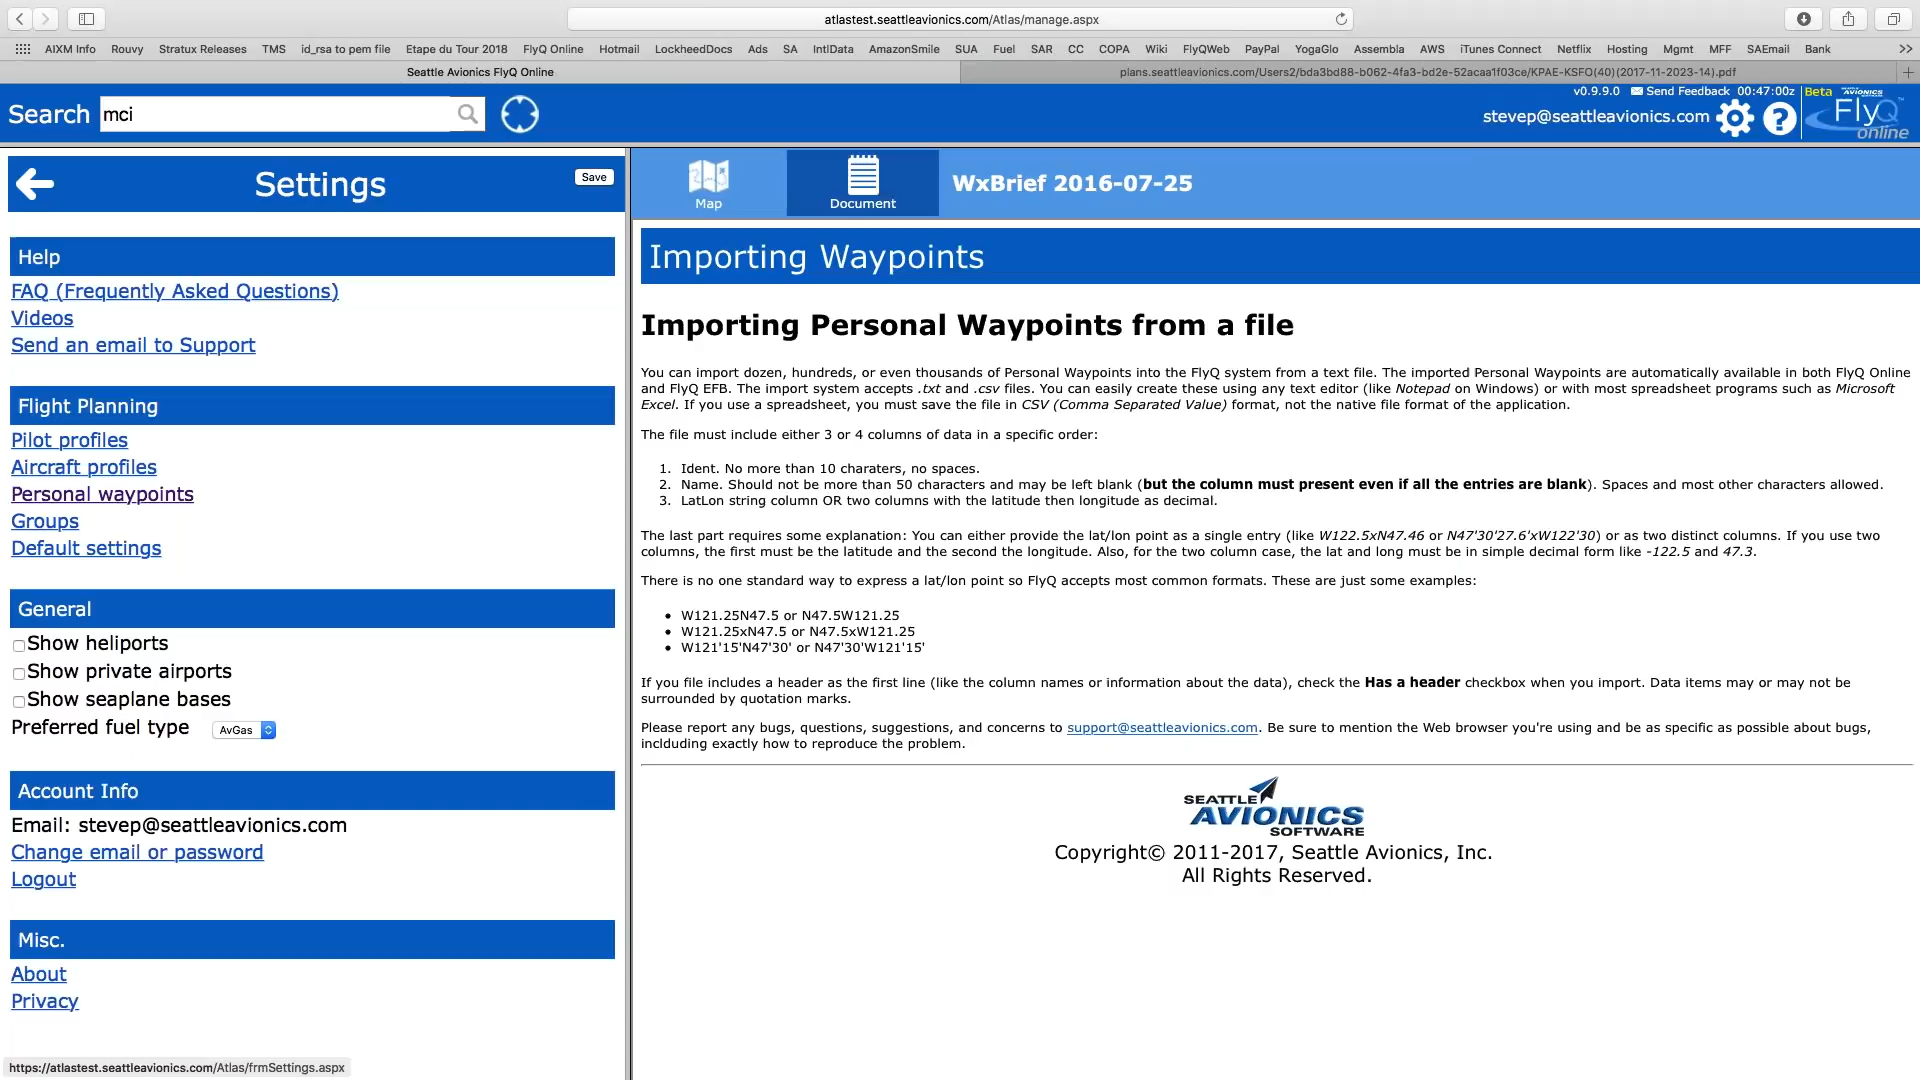 atlastest.seattleavionics.com/Atlas/manage.aspx
AIXM Info Rouvy Stratux Releases TMS id_rsa to pem file Etape du Tour 2018 FlyQ Online Hotmail LockheedDocs Ads SA IntlData AmazonSmile SUA Fuel SAR CC COPA Wiki FlyQWeb PayPal YogaGlo Assembla AWS iTunes Connect Netflix Hosting Mgmt MFF SAEmail Bank >>
Seattle Avionics FlyQ Online
plans.seattleavionics.com/Users2/bda3bd88-b062-4fa3-bd2e-52acaa1f03ce/KPAE-KSFO(40)(2017-11-2023-14).pdf
v0.9.9.0 Send Feedback 00:47:00z Beta AVIONICS
Search mci
stevep@seattleavionics.com ? FlyQ online
Settings
Save
Map
Document
WxBrief 2016-07-25
Help
FAQ (Frequently Asked Questions)
Videos
Send an email to Support
Flight Planning
Pilot profiles
Aircraft profiles
Personal waypoints
Groups
Default settings
General
Show heliports
Show private airports
Show seaplane bases
Preferred fuel type AvGas
Account Info
Email: stevep@seattleavionics.com
Change email or password
Logout
Misc.
About
Privacy
https://atlastest.seattleavionics.com/Atlas/frmSettings.aspx
Importing Waypoints
Importing Personal Waypoints from a file
You can import dozen, hundreds, or even thousands of Personal Waypoints into the FlyQ system from a text file. The imported Personal Waypoints are automatically available in both FlyQ Online
and FlyQ EFB. The import system accepts .txt and .csv files. You can easily create these using any text editor (like Notepad on Windows) or with most spreadsheet programs such as Microsoft
Excel. If you use a spreadsheet, you must save the file in CSV (Comma Separated Value) format, not the native file format of the application.
The file must include either 3 or 4 columns of data in a specific order:
1. Ident. No more than 10 charaters, no spaces.
2. Name. Should not be more than 50 characters and may be left blank (but the column must present even if all the entries are blank). Spaces and most other characters allowed.
3. LatLon string column OR two columns with the latitude then longitude as decimal.
The last part requires some explanation: You can either provide the lat/lon point as a single entry (like W122.5xN47.46 or N47'30'27.6'xW122'30) or as two distinct columns. If you use two
columns, the first must be the latitude and the second the longitude. Also, for the two column case, the lat and long must be in simple decimal form like -122.5 and 47.3.
There is no one standard way to express a lat/lon point so FlyQ accepts most common formats. These are just some examples:
• W121.25N47.5 or N47.5W121.25
• W121.25xN47.5 or N47.5xW121.25
• W121'15'N47'30' or N47'30'W121'15'
If you file includes a header as the first line (like the column names or information about the data), check the Has a header checkbox when you import. Data items may or may not be
surrounded by quotation marks.
Please report any bugs, questions, suggestions, and concerns to support@seattleavionics.com. Be sure to mention the Web browser you're using and be as specific as possible about bugs,
inclduing exactly how to reproduce the problem.
SEATTLE
AVIONICS
SOFTWARE
Copyright© 2011-2017, Seattle Avionics, Inc.
All Rights Reserved.